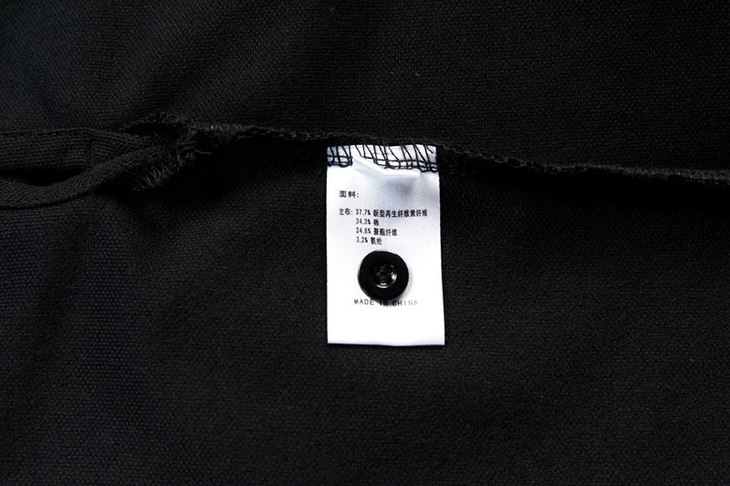 面料:
主布: 37.7% 新型再生纤维素纤维
34.3% 棉
24.8% 聚酯纤维
3.2% 氨纶
MADE IN CHINA